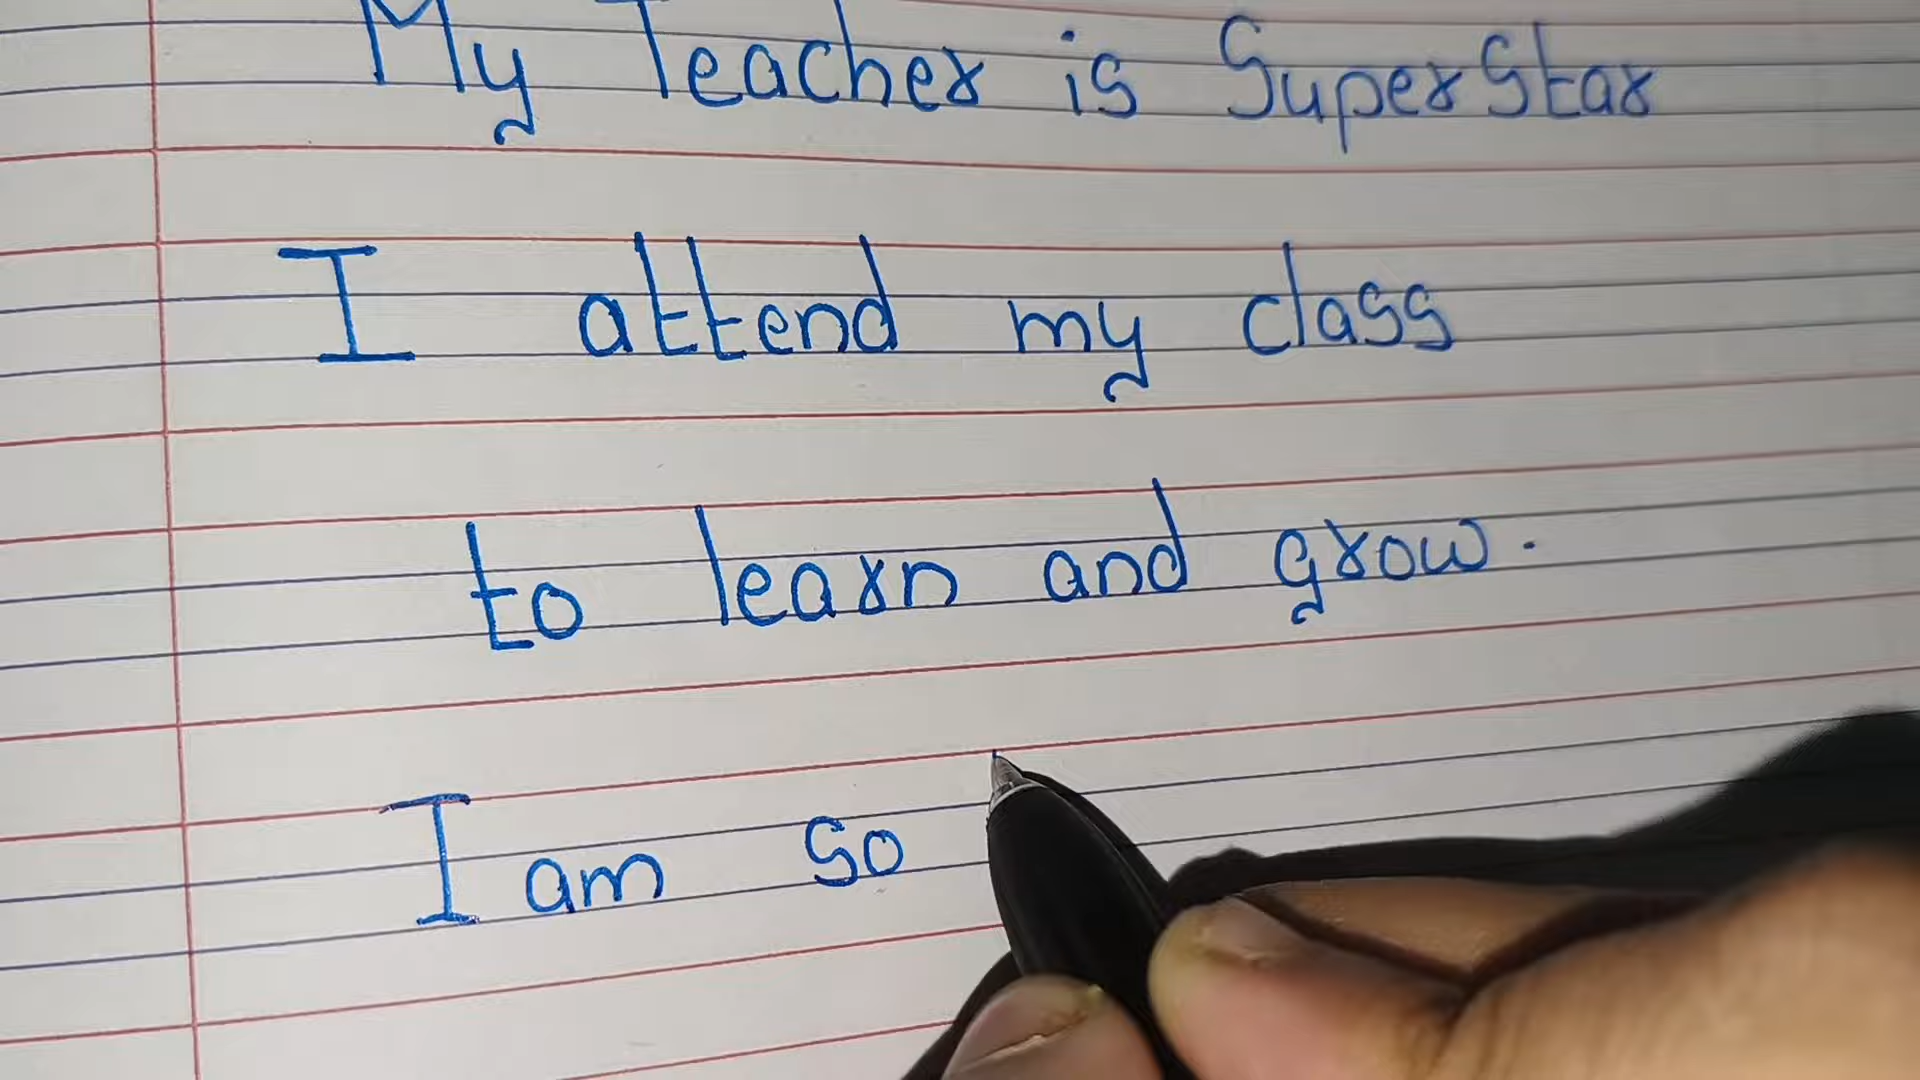 My Teacher is SuperStar
I attend my class
to learn and grow.
I am so